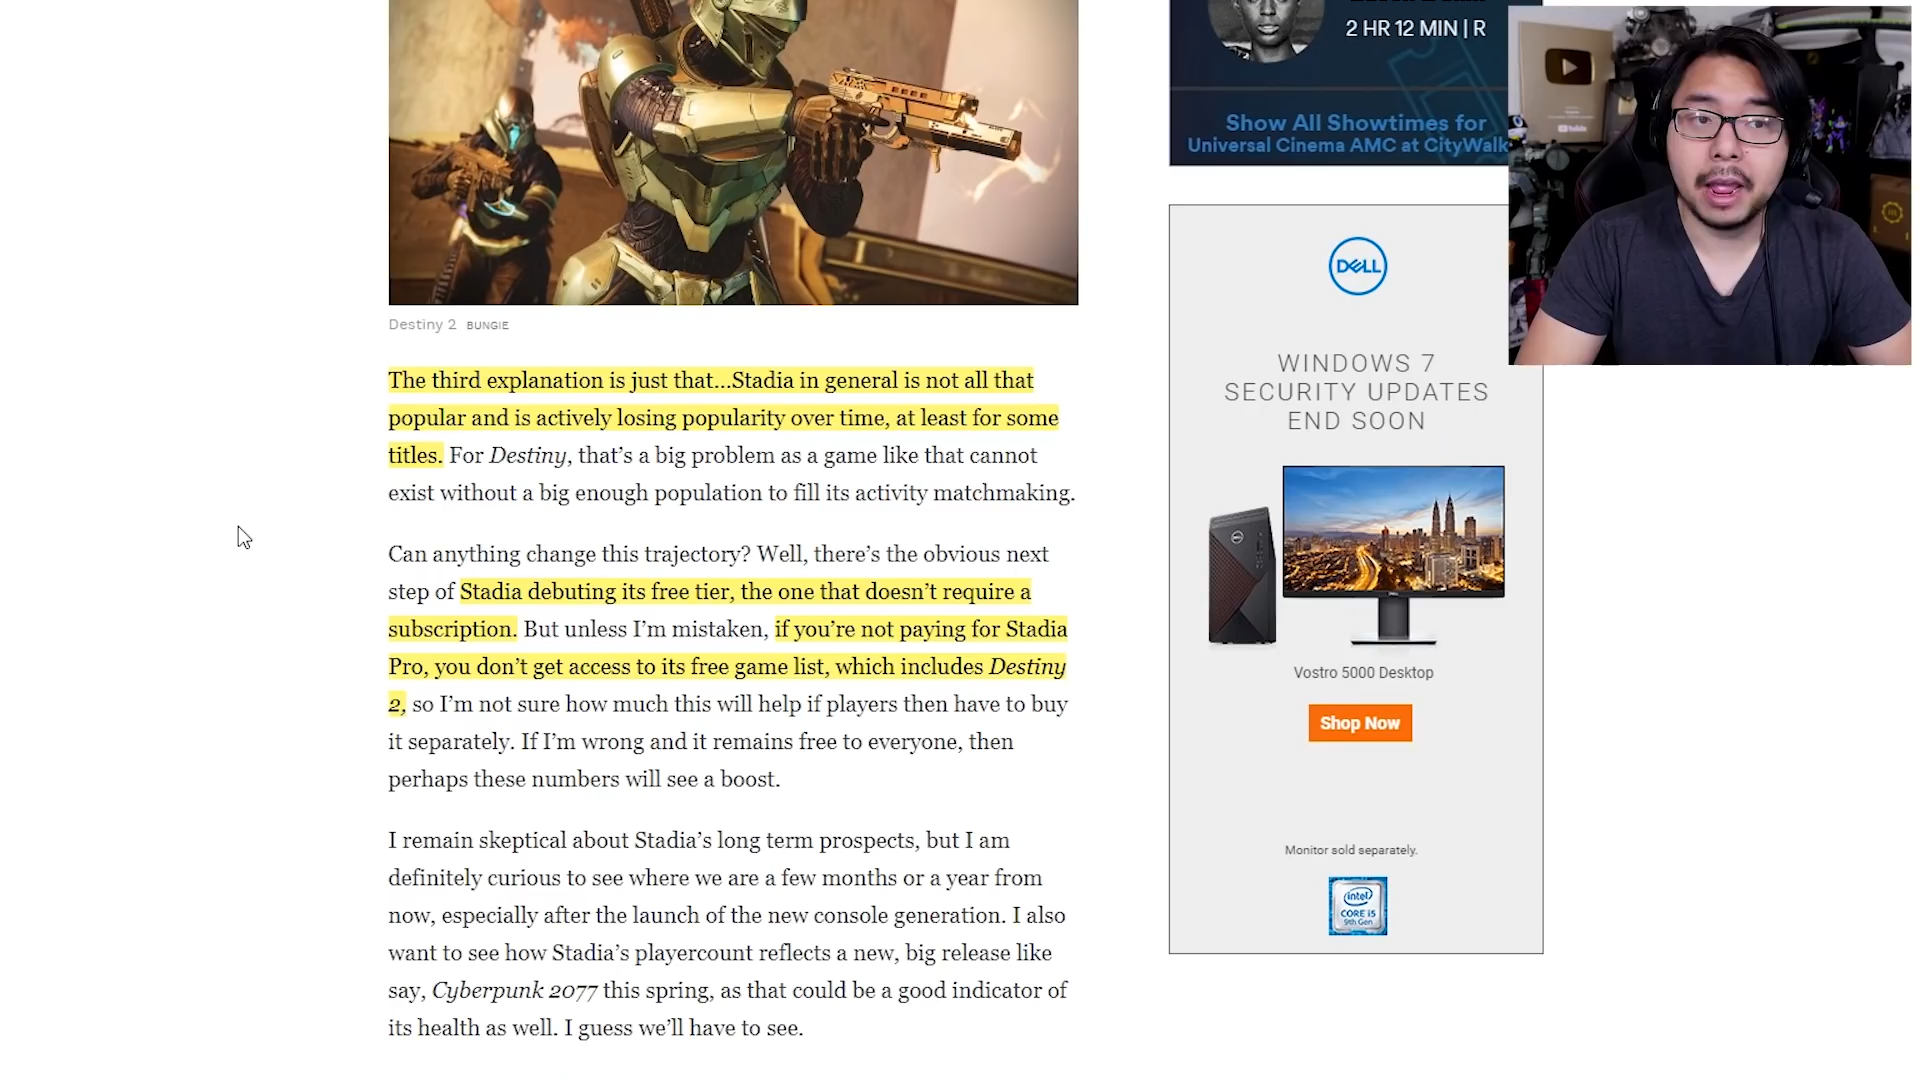 2 HR 12 MIN | R
Show All Showtimes for
Universal Cinema AMC at CityWalk
Destiny 2 BUNGIE
The third explanation is just that...Stadia in general is not all that
popular and is actively losing popularity over time, at least for some
titles. For Destiny, that’s a big problem as a game like that cannot
exist without a big enough population to fill its activity matchmaking.
Can anything change this trajectory? Well, there’s the obvious next
step of Stadia debuting its free tier, the one that doesn’t require a
subscription. But unless I’m mistaken, if you’re not paying for Stadia
Pro, you don’t get access to its free game list, which includes Destiny
2, so I’m not sure how much this will help if players then have to buy
it separately. If I’m wrong and it remains free to everyone, then
perhaps these numbers will see a boost.
I remain skeptical about Stadia’s long term prospects, but I am
definitely curious to see where we are a few months or a year from
now, especially after the launch of the new console generation. I also
want to see how Stadia’s playercount reflects a new, big release like
say, Cyberpunk 2077 this spring, as that could be a good indicator of
its health as well. I guess we’ll have to see.
DELL
WINDOWS 7
SECURITY UPDATES
END SOON
Vostro 5000 Desktop
Shop Now
Monitor sold separately.
intel
CORE i5
9th Gen